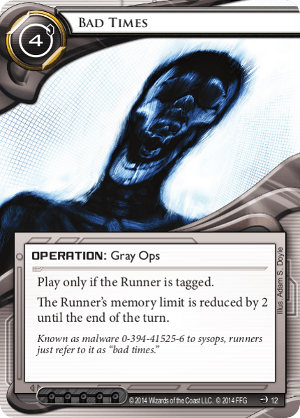 4
BAD TIMES
OPERATION: Gray Ops
Play only if the Runner is tagged.
The Runner's memory limit is reduced by 2
until the end of the turn.
Known as malware 0-394-41525-6 to sysops, runners
just refer to it as “bad times.”
Illus. Adam S. Doyle
© 2014 Wizards of the Coast LLC. © 2014 FFG
12